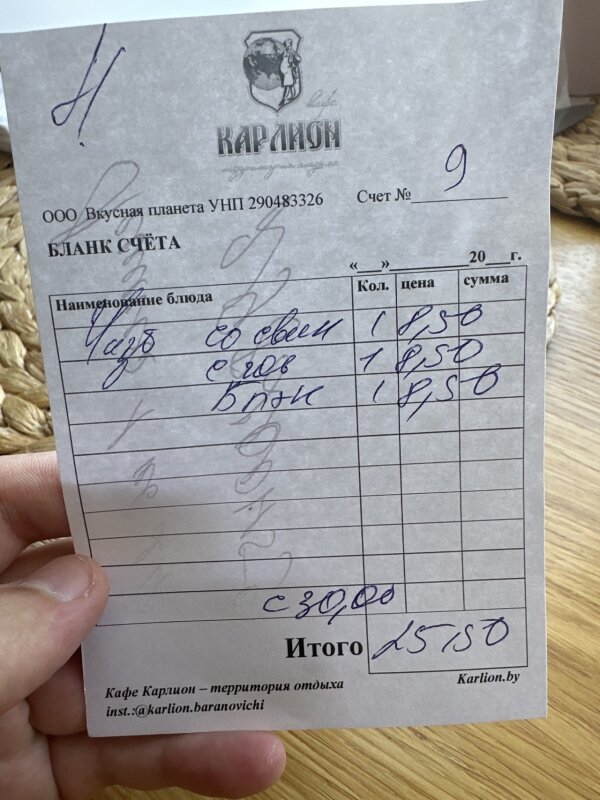 КАРЛИОН
ООО Вкусная планета УНП 290483326 Счет № 9
БЛАНК СЧЁТА
«__»________ 20__г.
Наименование блюда Кол. цена сумма
со свин 1 8,50
с гов 1 8,50
1 8,50
с 30,00
Итого 25,50
Кафе Карлион – территория отдыха
Karlion.by
inst.:@karlion.baranovichi